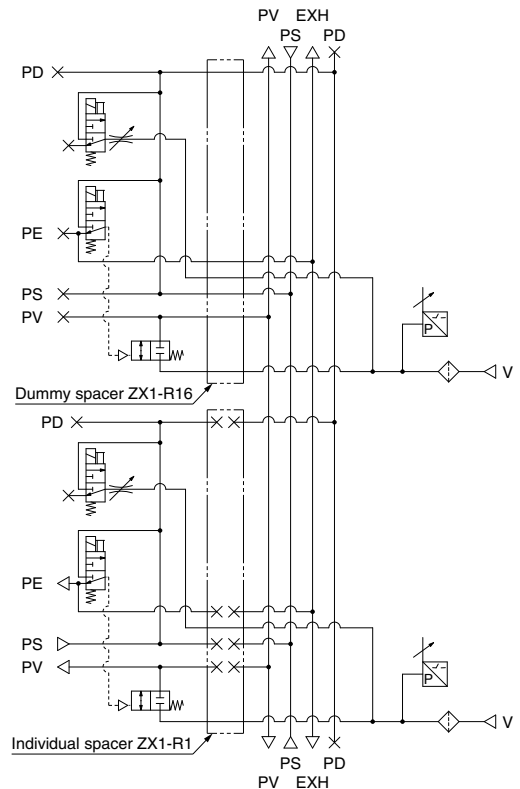 PV EXH
PS PD
PD
PE
PS
PV
P
V
Dummy spacer ZX1-R16
PD
PE
PS
PV
P
V
Individual spacer ZX1-R1
PS PD
PV EXH